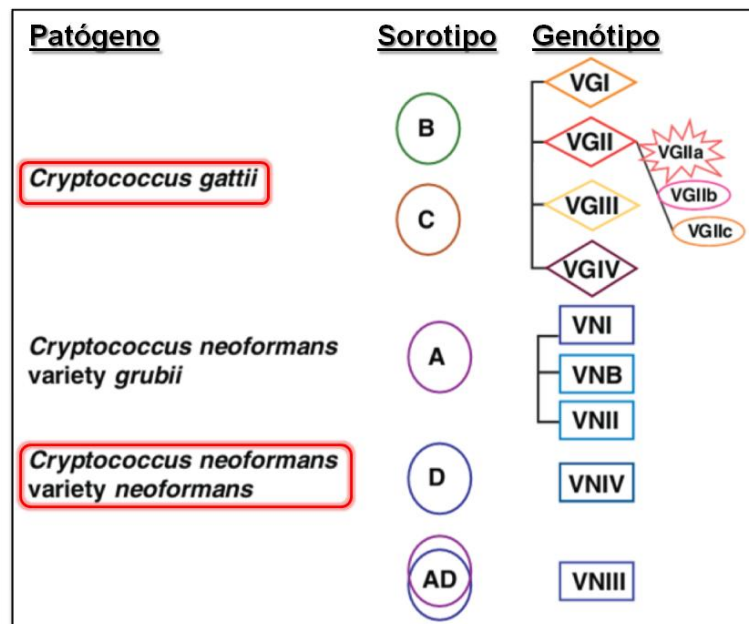 Patógeno Sorotipo Genótipo
VGI
B
VGII
VGIIa
Cryptococcus gattii
VGIIb
C
VGIII
VGIIc
VGIV
VNI
Cryptococcus neoformans
variety grubii
A
VNB
VNII
Cryptococcus neoformans
variety neoformans
D
VNIV
AD
VNIII